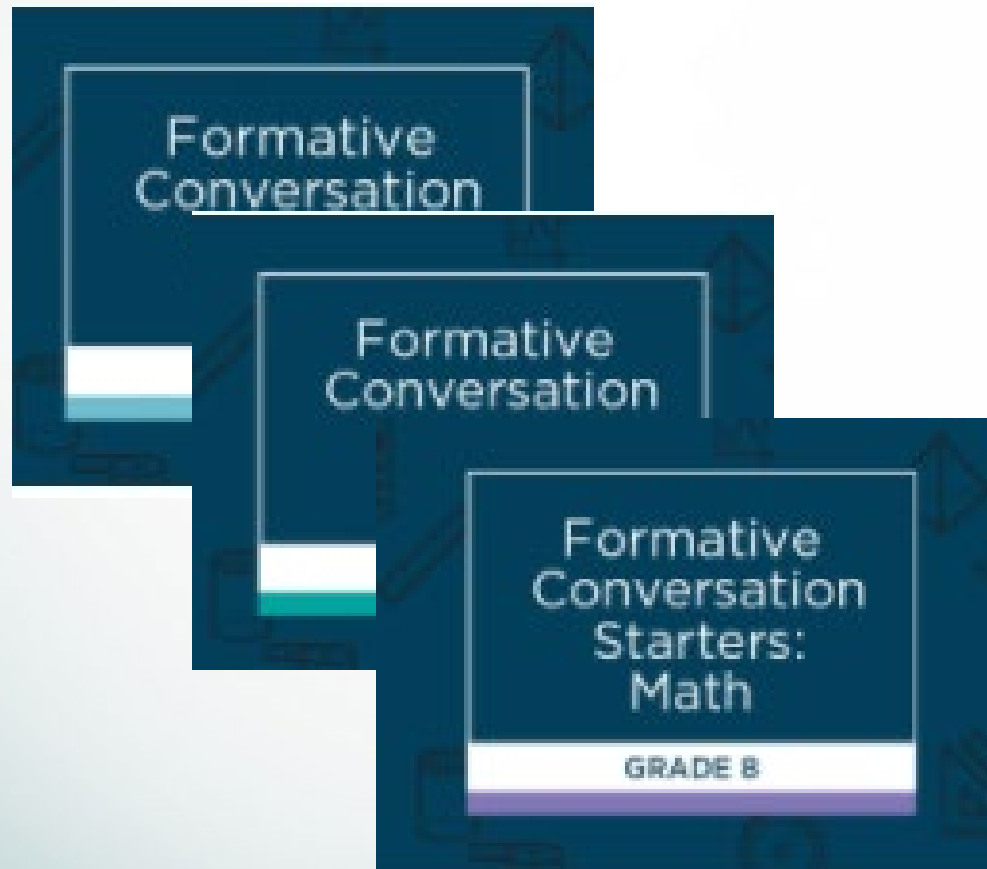 Formative
Conversation
Formative
Conversation
Formative
Conversation
Starters:
Math
GRADE 8